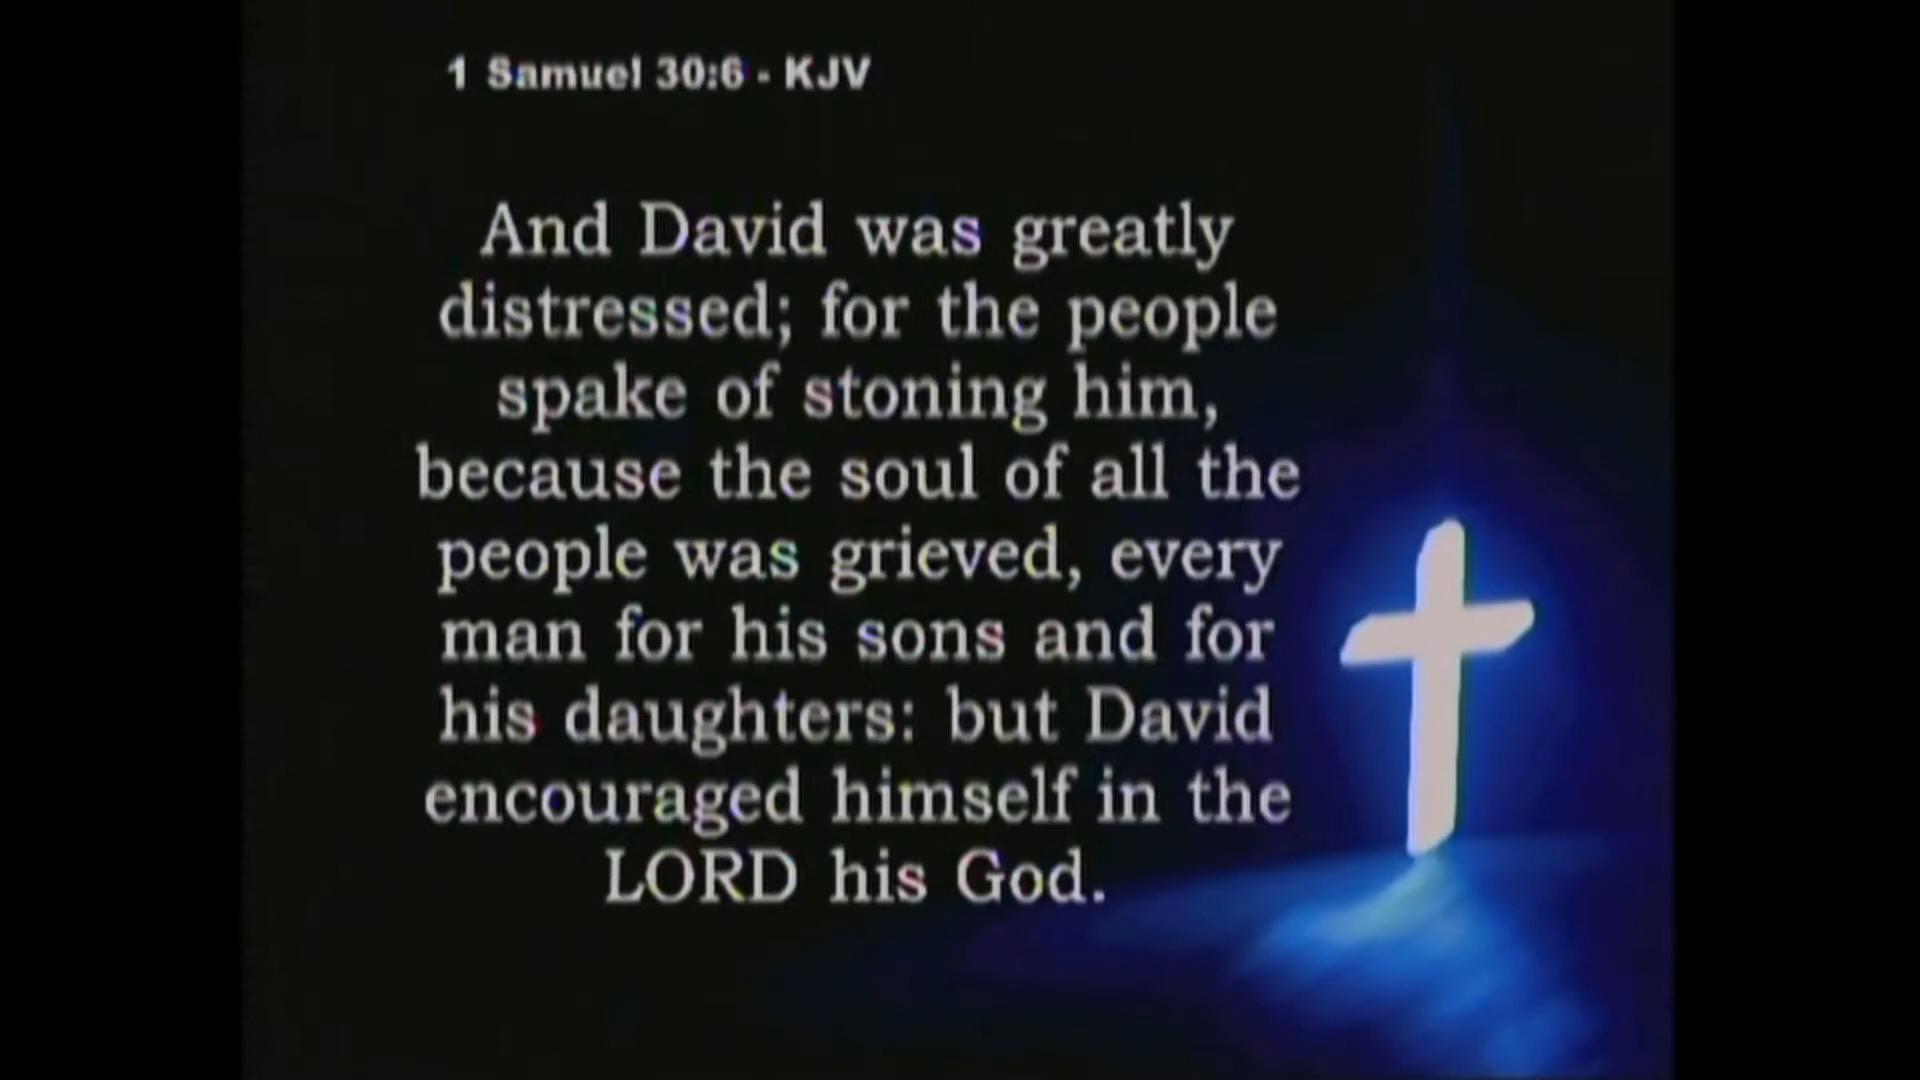 1 Samuel 30:6 - KJV
And David was greatly
distressed; for the people
spake of stoning him,
because the soul of all the
people was grieved, every
man for his sons and for
his daughters: but David
encouraged himself in the
LORD his God.